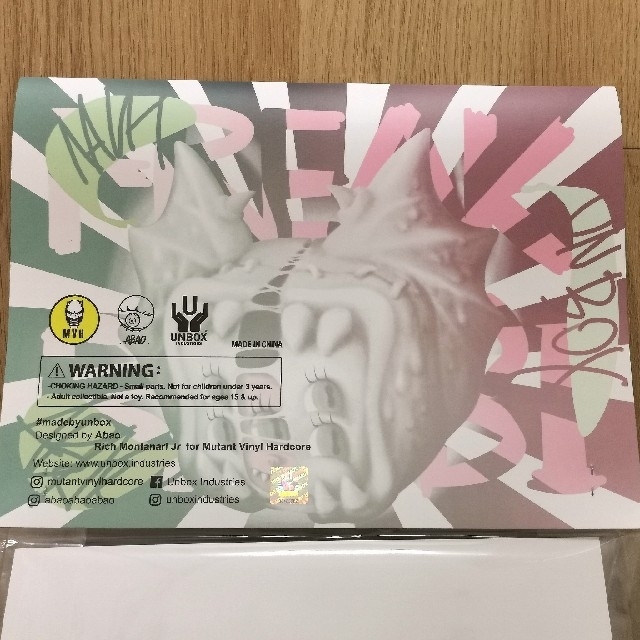 MVH
ABAO
UNBOX
INDUSTRIES
MADE IN CHINA
WARNING:
-CHOKING HAZARD - Small parts. Not for children under 3 years.
- Adult collectible. Not a toy. Recommended for ages 15 & up.
#madebyunbox
Designed by Abao
Rich Montanari Jr for Mutant Vinyl Hardcore
Website: www.unbox.industries
mutantvinylhardcore
Unbox Industries
abaoabaoabao
unboxindustries